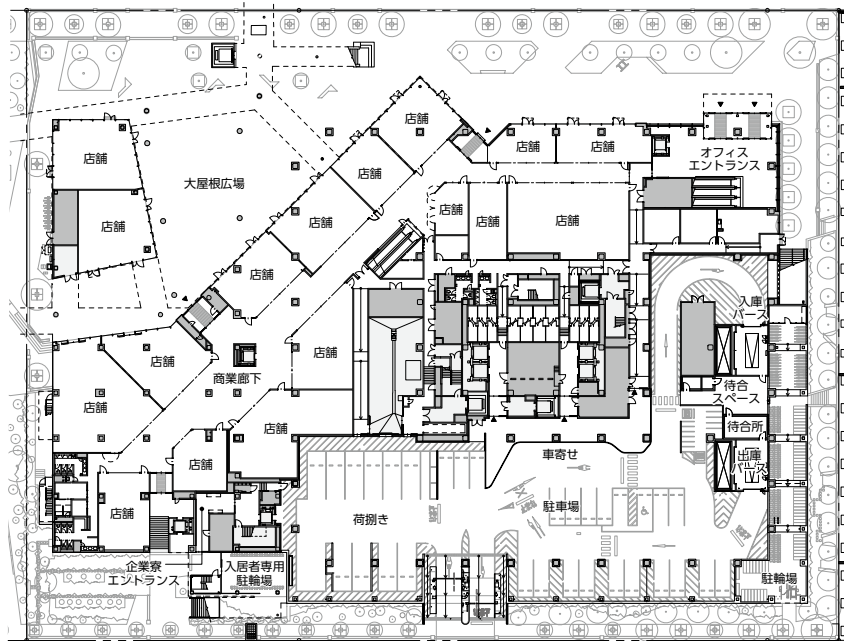 店舗
店舗
店舗
オフィス
エントランス
店舗
店舗
大屋根広場
店舗
店舗
店舗
店舗
店舗
店舗
店舗
入庫
バース
店舗
店舗
商業廊下
待合
スペース
店舗
店舗
待合所
車寄せ
店舗
出庫
バース
店舗
荷捌き
駐車場
企業寮
エントランス
入居者専用
駐輪場
駐輪場